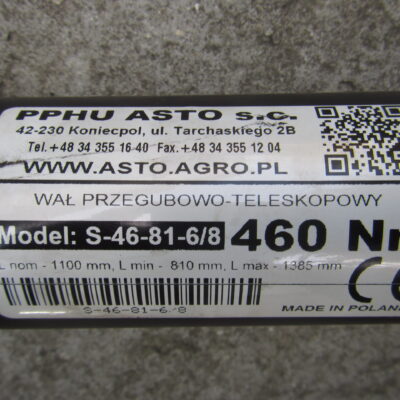 PPHU ASTO s.c.
42-230 Koniecpol, ul. Tarchaskiego 2B
Tel.+48 34 355 16 40 Fax.+48 34 355 12 04
WWW.ASTO.AGRO.PL
WAŁ PRZEGUBOWO-TELESKOPOWY
Model: S-46-81-6/8 460 Nm
L nom - 1100 mm, L min - 810 mm, L max - 1385 mm
CE
S-46-81-6/8
MADE IN POLAND